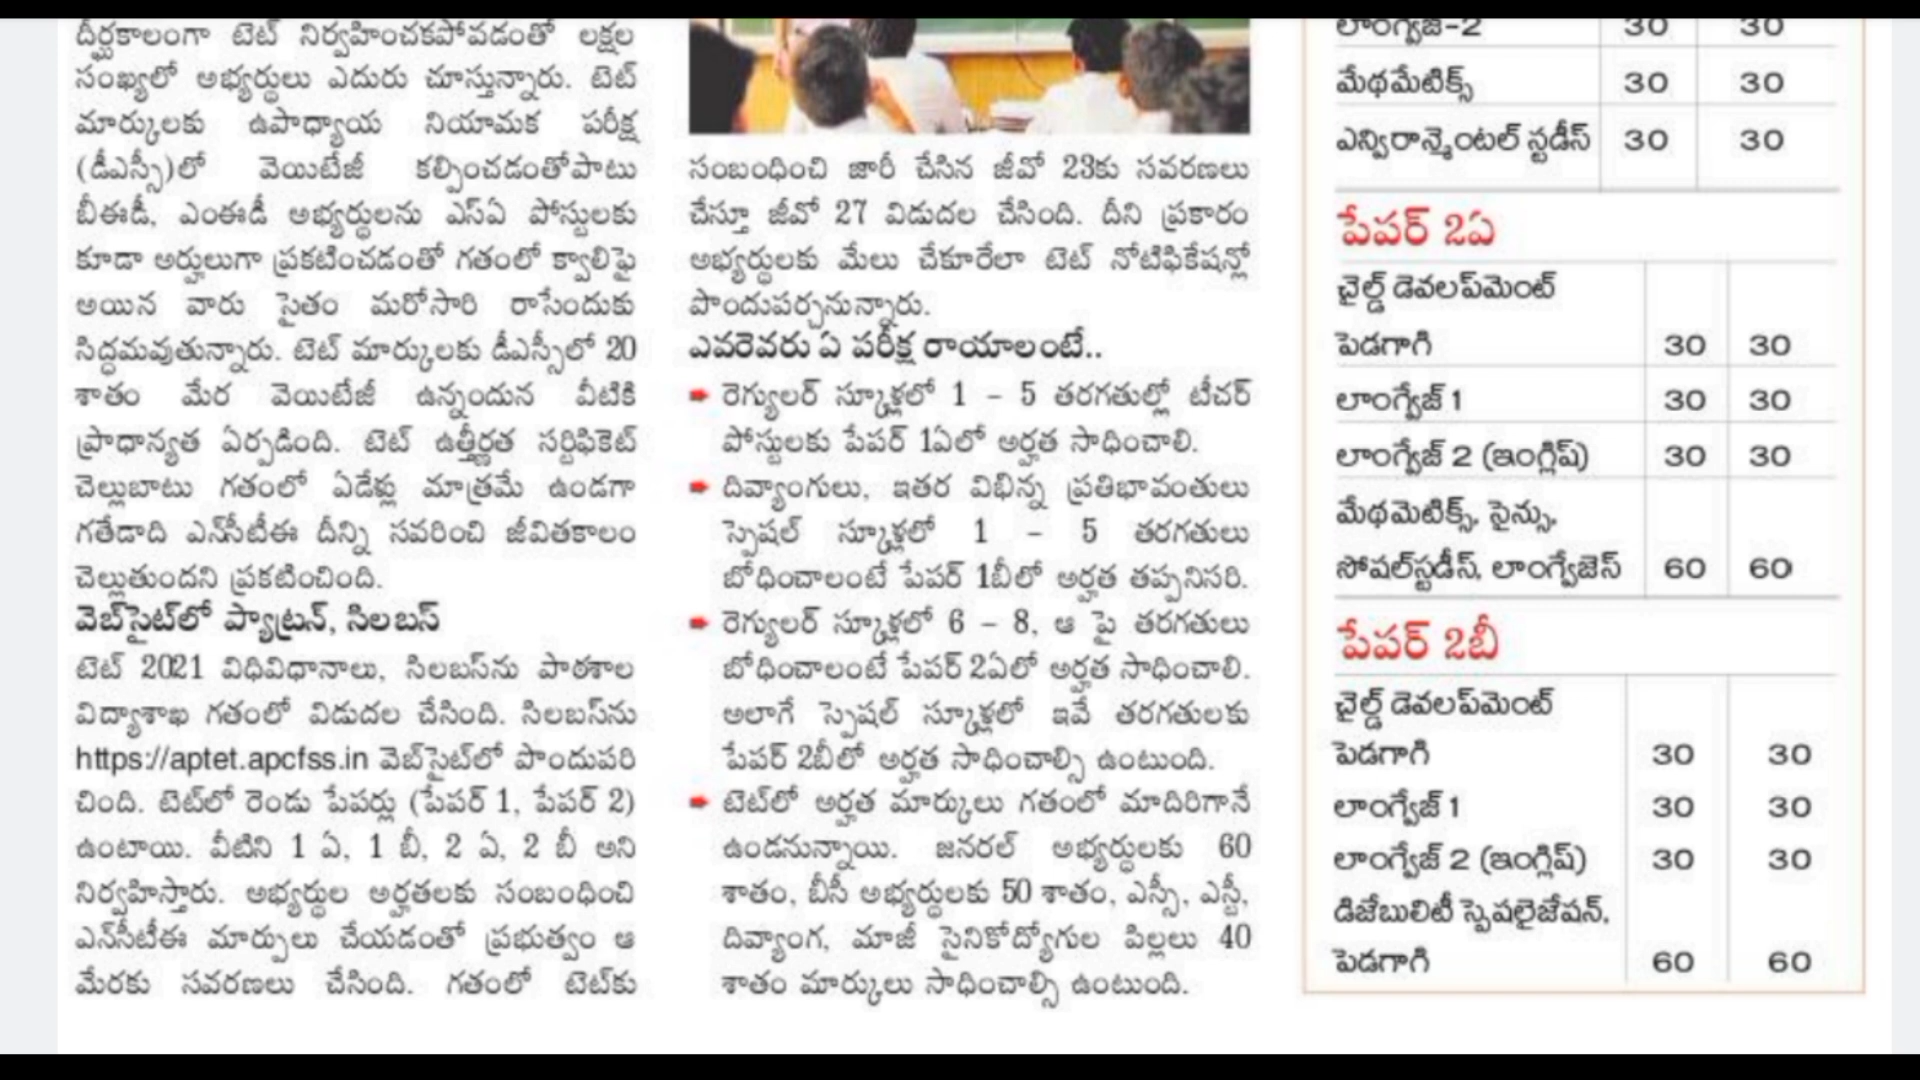 దీర్ఘకాలంగా టెట్ నిర్వహించకపోవడంతో లక్షల
సంఖ్యలో అభ్యర్థులు ఎదురు చూస్తున్నారు. టెట్
మార్కులకు ఉపాధ్యాయ నియామక పరీక్ష
(డీఎస్సీ)లో వెయిటేజీ కల్పించడంతోపాటు
బీఈడీ, ఎంఈడీ అభ్యర్థులను ఎస్ఏ పోస్టులకు
కూడా అర్హులుగా ప్రకటించడంతో గతంలో క్వాలిఫై
అయిన వారు సైతం మరోసారి రాసేందుకు
సిద్ధమవుతున్నారు. టెట్ మార్కులకు డీఎస్సీలో 20
శాతం మేర వెయిటేజీ ఉన్నందున వీటికి
ప్రాధాన్యత ఏర్పడింది. టెట్ ఉత్తీర్ణత సర్టిఫికెట్
చెల్లుబాటు గతంలో ఏడేళ్లు మాత్రమే ఉండగా
గతేడాది ఎన్‌సీటీఈ దీన్ని సవరించి జీవితకాలం
చెల్లుతుందని ప్రకటించింది.
వెబ్‌సైట్‌లో ప్యాట్రన్, సిలబస్
టెట్ 2021 విధివిధానాలు, సిలబస్‌ను పాఠశాల
విద్యాశాఖ గతంలో విడుదల చేసింది. సిలబస్‌ను
https://aptet.apcfss.in వెబ్‌సైట్‌లో పొందుపరి
చింది. టెట్‌లో రెండు పేపర్లు (పేపర్ 1, పేపర్ 2)
ఉంటాయి. వీటిని 1 ఏ, 1 బీ, 2 ఏ, 2 బీ అని
నిర్వహిస్తారు. అభ్యర్థుల అర్హతలకు సంబంధించి
ఎన్‌సీటీఈ మార్పులు చేయడంతో ప్రభుత్వం ఆ
మేరకు సవరణలు చేసింది. గతంలో టెట్‌కు
సంబంధించి జారీ చేసిన జీవో 23కు సవరణలు
చేస్తూ జీవో 27 విడుదల చేసింది. దీని ప్రకారం
అభ్యర్థులకు మేలు చేకూరేలా టెట్ నోటిఫికేషన్లో
పొందుపర్చనున్నారు.
ఎవరెవరు ఏ పరీక్ష రాయాలంటే..
రెగ్యులర్ స్కూళ్లలో 1 – 5 తరగతుల్లో టీచర్
పోస్టులకు పేపర్ 1ఏలో అర్హత సాధించాలి.
దివ్యాంగులు, ఇతర విభిన్న ప్రతిభావంతులు
స్పెషల్ స్కూళ్లలో 1 – 5 తరగతులు
బోధించాలంటే పేపర్ 1బీలో అర్హత తప్పనిసరి.
రెగ్యులర్ స్కూళ్లలో 6 – 8, ఆ పై తరగతులు
బోధించాలంటే పేపర్ 2ఏలో అర్హత సాధించాలి.
అలాగే స్పెషల్ స్కూళ్లలో ఇవే తరగతులకు
పేపర్ 2బీలో అర్హత సాధించాల్సి ఉంటుంది.
టెట్‌లో అర్హత మార్కులు గతంలో మాదిరిగానే
ఉండనున్నాయి. జనరల్ అభ్యర్థులకు 60
శాతం, బీసీ అభ్యర్థులకు 50 శాతం, ఎస్సీ, ఎస్టీ,
దివ్యాంగ, మాజీ సైనికోద్యోగుల పిల్లలు 40
శాతం మార్కులు సాధించాల్సి ఉంటుంది.
లాంగ్వేజ్-2 30 30
మేథమేటిక్స్ 30 30
ఎన్విరాన్మెంటల్ స్టడీస్ 30 30
పేపర్ 2ఏ
చైల్డ్ డెవలప్‌మెంట్
పెడగాగి 30 30
లాంగ్వేజ్ 1 30 30
లాంగ్వేజ్ 2 (ఇంగ్లిష్) 30 30
మేథమెటిక్స్, సైన్సు,
సోషల్‌స్టడీస్, లాంగ్వేజెస్ 60 60
పేపర్ 2బీ
చైల్డ్ డెవలప్‌మెంట్
పెడగాగి 30 30
లాంగ్వేజ్ 1 30 30
లాంగ్వేజ్ 2 (ఇంగ్లిష్) 30 30
డిజేబులిటీ స్పెషలైజేషన్,
పెడగాగి 60 60